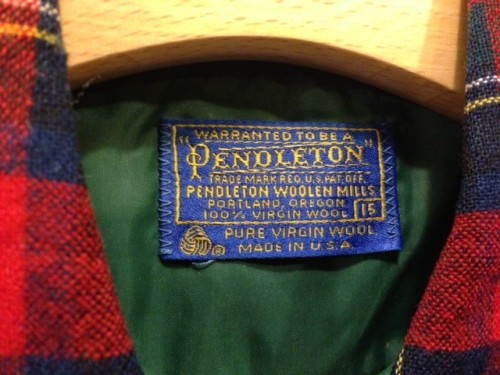 WARRANTED TO BE A
"PENDLETON"
TRADE MARK REG. U.S. PAT. OFF.
PENDLETON WOOLEN MILLS
PORTLAND, OREGON
100% VIRGIN WOOL 15
® PURE VIRGIN WOOL
MADE IN U.S.A.